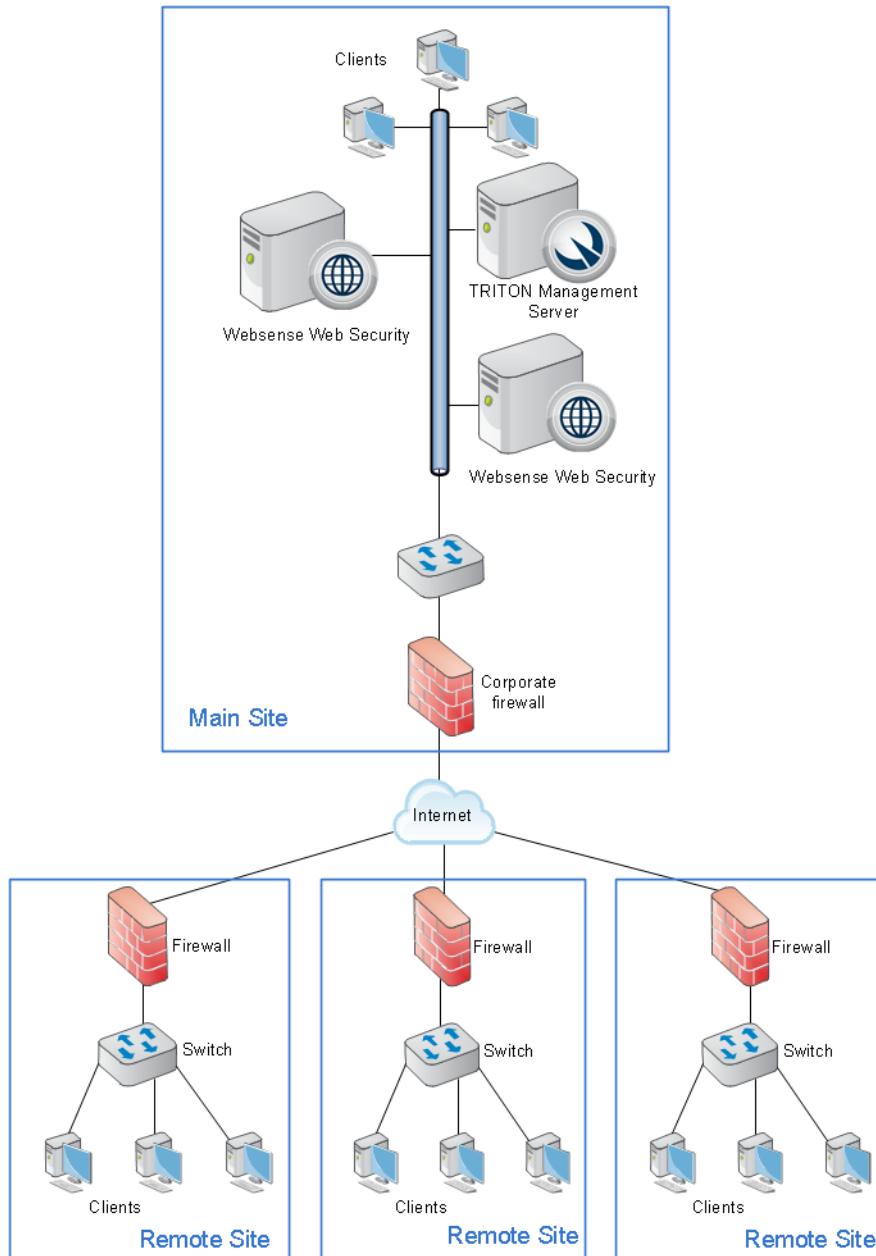 Clients
TRITON Management
Server
Websense Web Security
Websense Web Security
Corporate
firewall
Main Site
Internet
Firewall
Switch
Clients
Remote Site
Firewall
Switch
Clients
Remote Site
Firewall
Switch
Clients
Remote Site